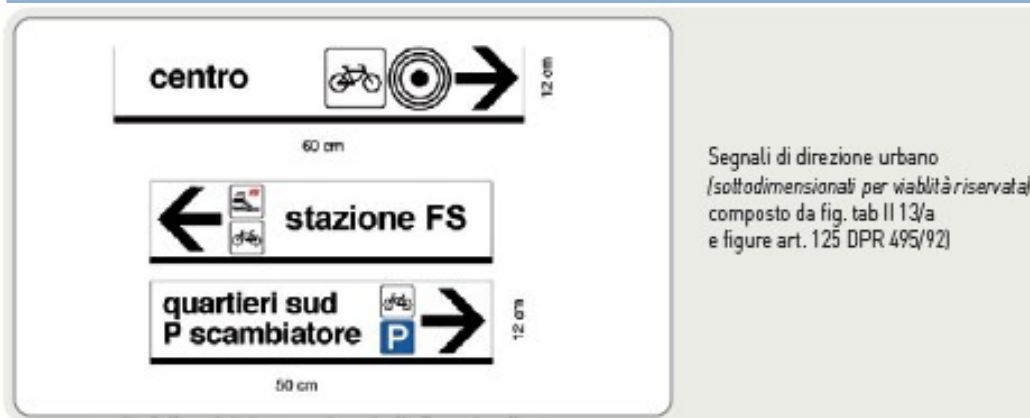 centro
12 cm
60 cm
stazione FS
quartieri sud
P scambiatore
P
12 cm
50 cm
Segnali di direzione urbano
(sottodimensionati per viablità riservata)
composto da fig. tab II 13/a
e figure art. 125 DPR 495/92)